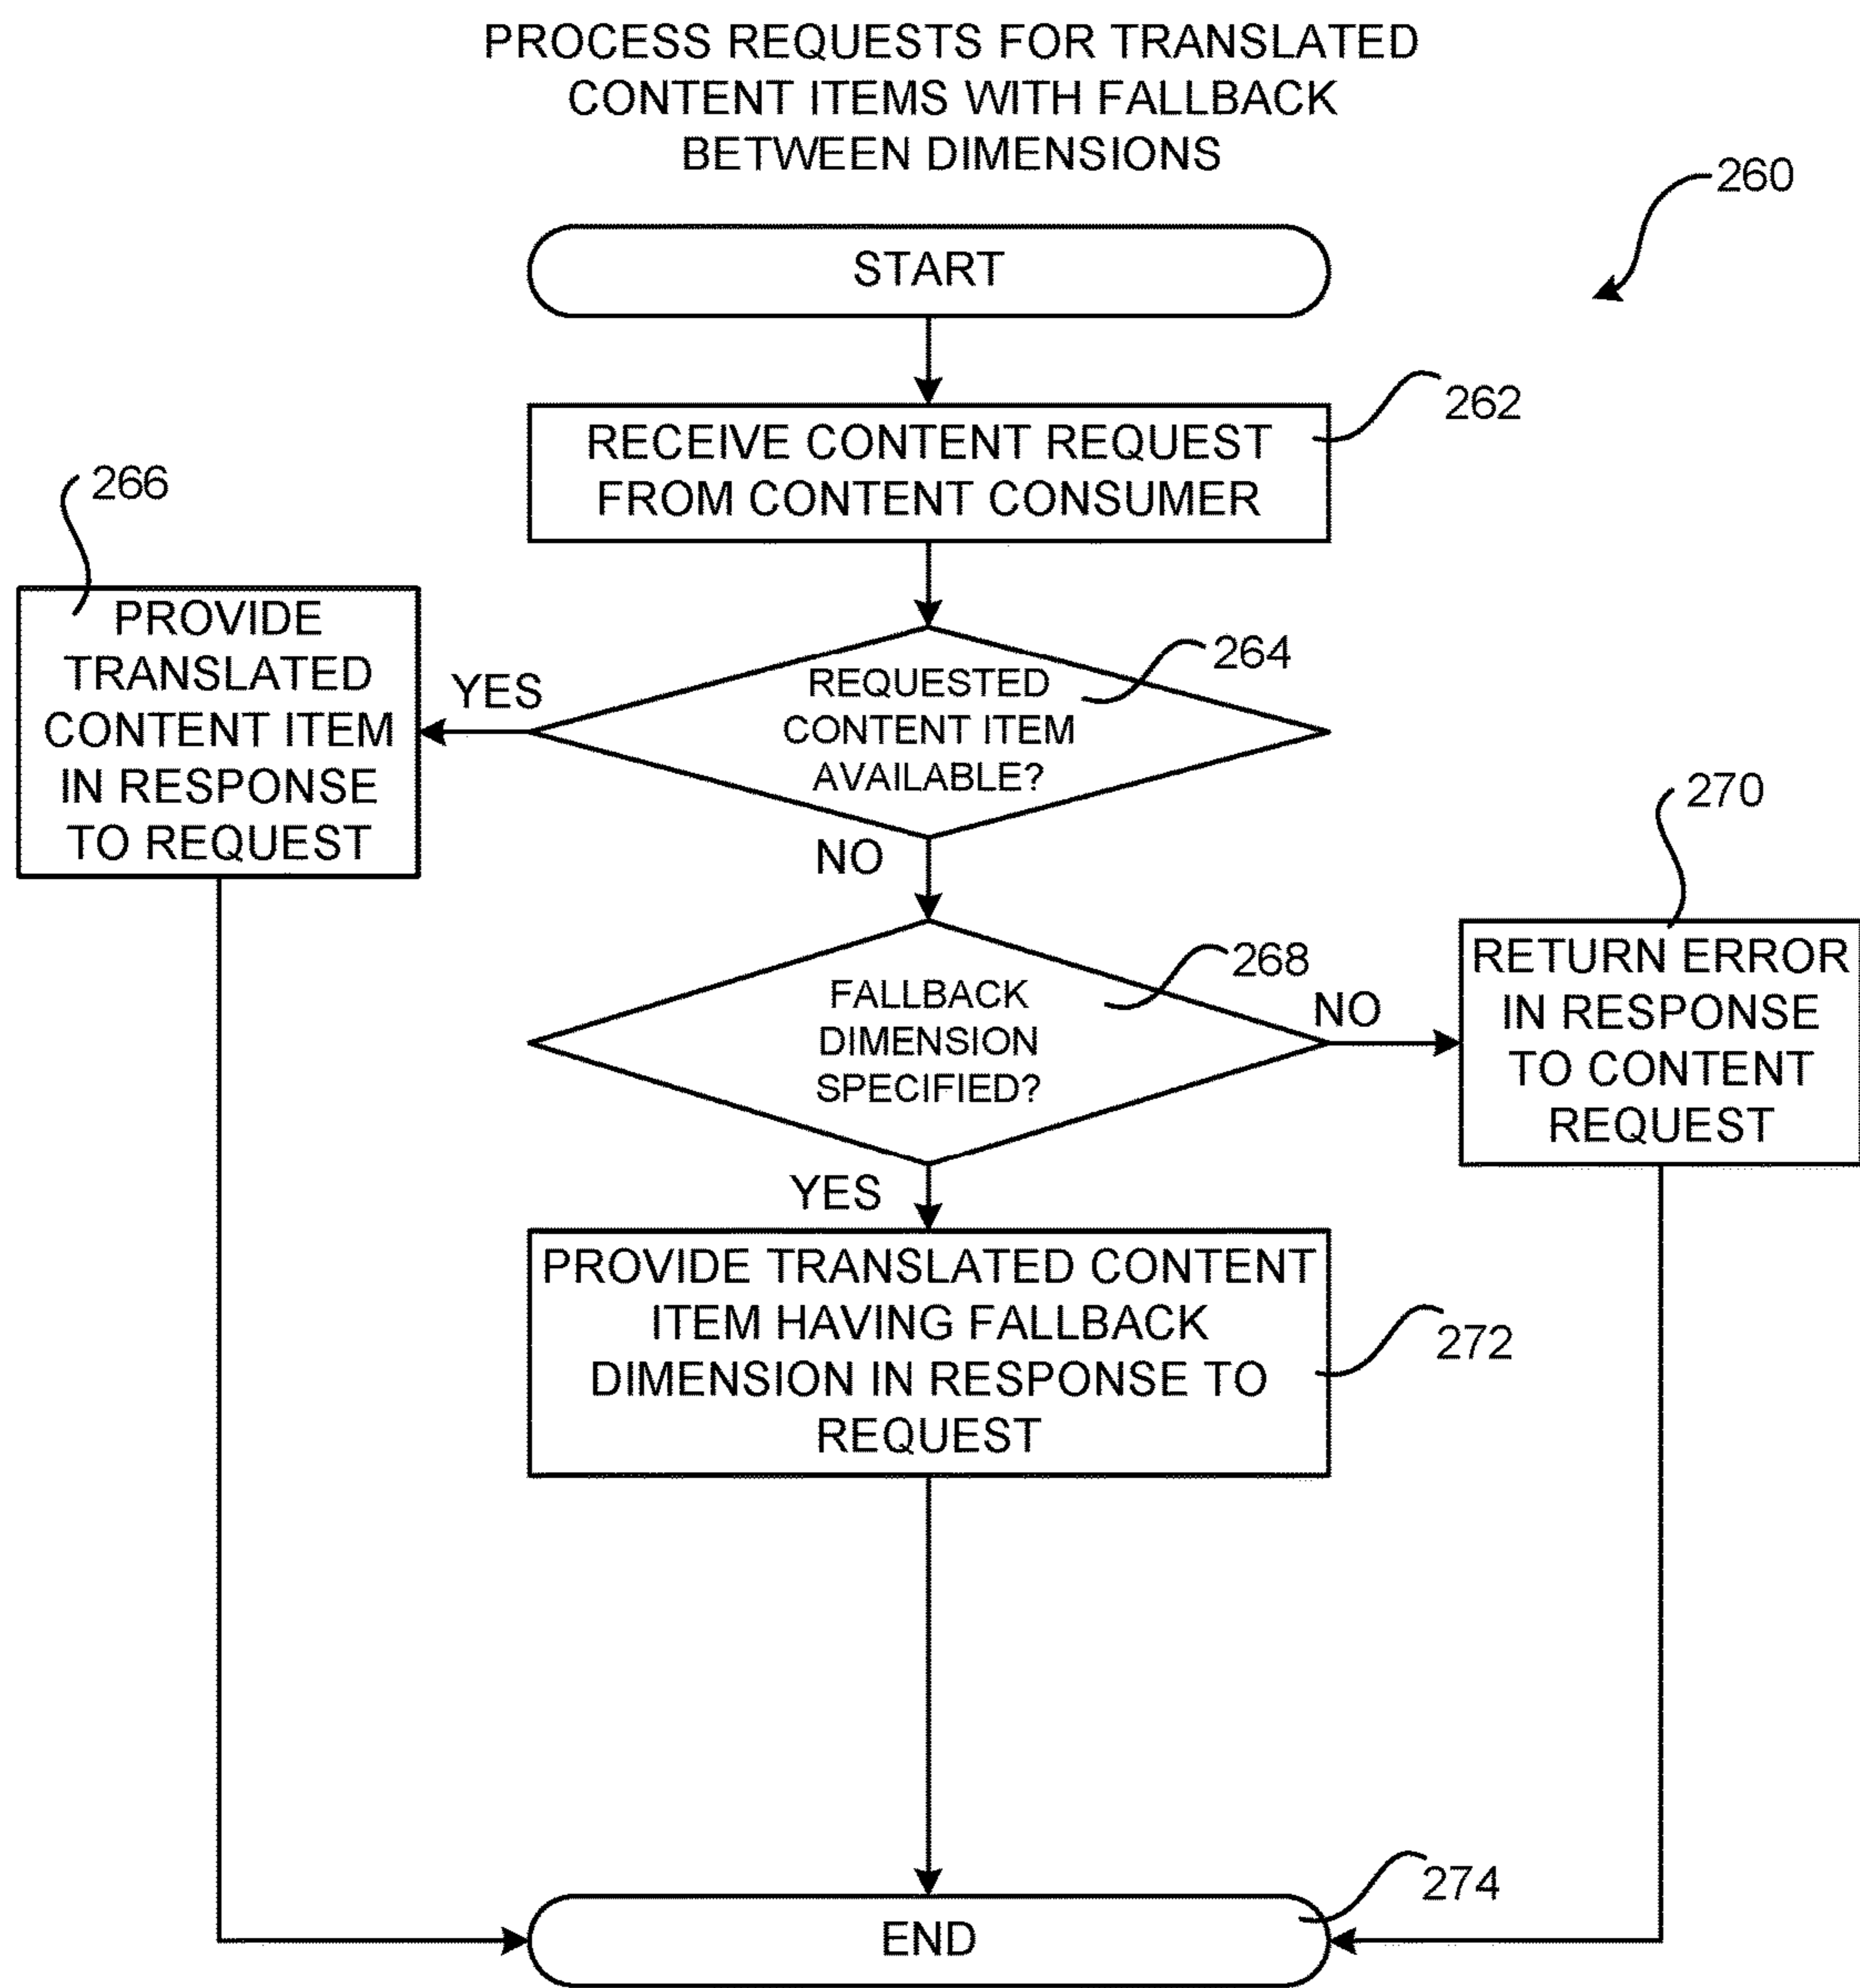 PROCESS REQUESTS FOR TRANSLATED
CONTENT ITEMS WITH FALLBACK
BETWEEN DIMENSIONS
260
START
262
RECEIVE CONTENT REQUEST
FROM CONTENT CONSUMER
266
PROVIDE
TRANSLATED
CONTENT ITEM
IN RESPONSE
TO REQUEST
YES
264
REQUESTED
CONTENT ITEM
AVAILABLE?
NO
270
RETURN ERROR
IN RESPONSE
TO CONTENT
REQUEST
268
FALLBACK
DIMENSION
SPECIFIED?
NO
YES
PROVIDE TRANSLATED CONTENT
ITEM HAVING FALLBACK
DIMENSION IN RESPONSE TO
REQUEST
272
274
END